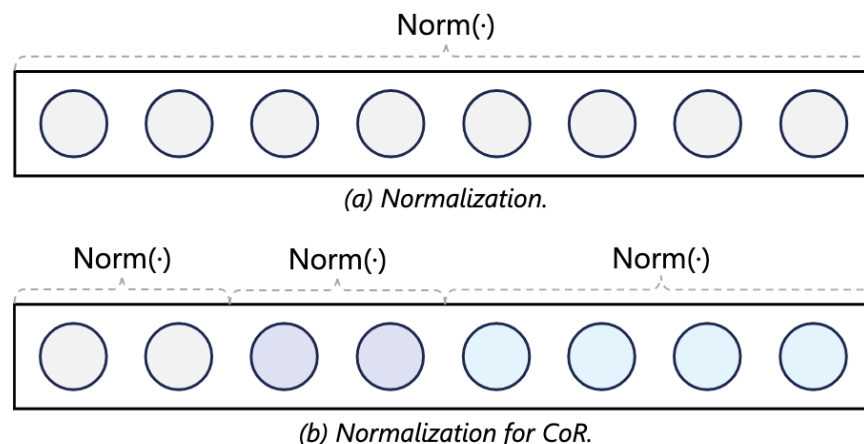 Norm(·)
(a) Normalization.
Norm(·) Norm(·) Norm(·)
(b) Normalization for CoR.